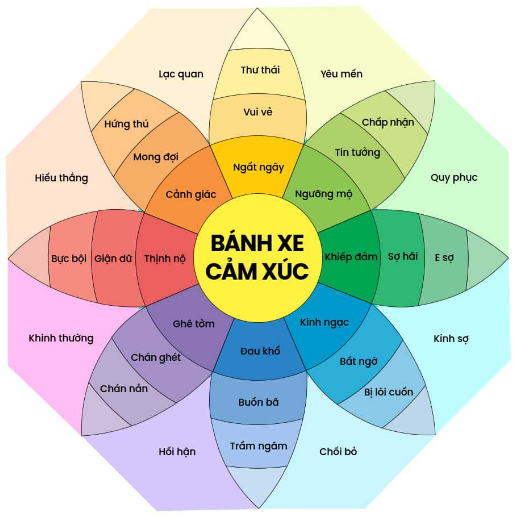 Lạc quan
Thư thái
Yêu mến
Hứng thú
Vui vẻ
Chấp nhận
Mong đợi
Tin tưởng
Hiếu thắng
Cảnh giác
Ngất ngây
Ngưỡng mộ
Quy phục
Bực bội
Giận dữ
Thịnh nộ
BÁNH XE
CẢM XÚC
Khiếp đảm
Sợ hãi
E sợ
Khinh thường
Ghê tởm
Đau khổ
Kinh ngạc
Kính sợ
Chán ghét
Bất ngờ
Chán nản
Buồn bã
Bị lôi cuốn
Hối hận
Trầm ngâm
Chối bỏ